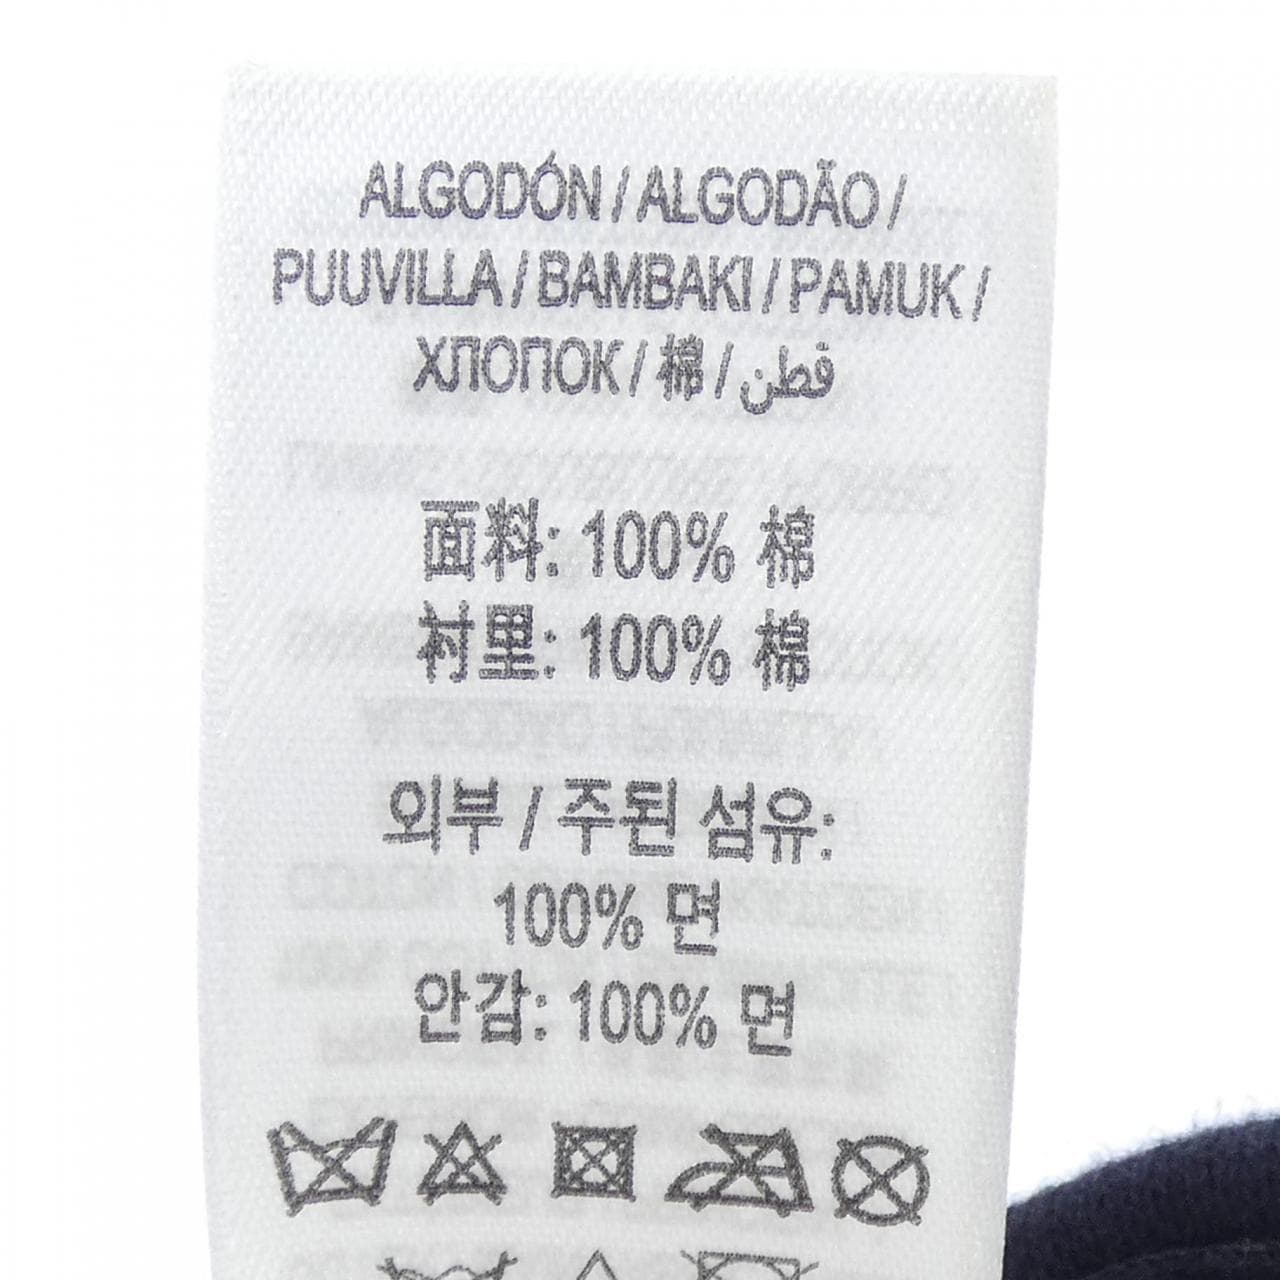 ALGODÓN / ALGODÃO /
PUUVILLA / BAMBAKI / PAMUK /
ХЛОПОК / 棉 / قطن
面料: 100% 棉
衬里: 100% 棉
외부 / 주된 섬유:
100% 면
안감: 100% 면